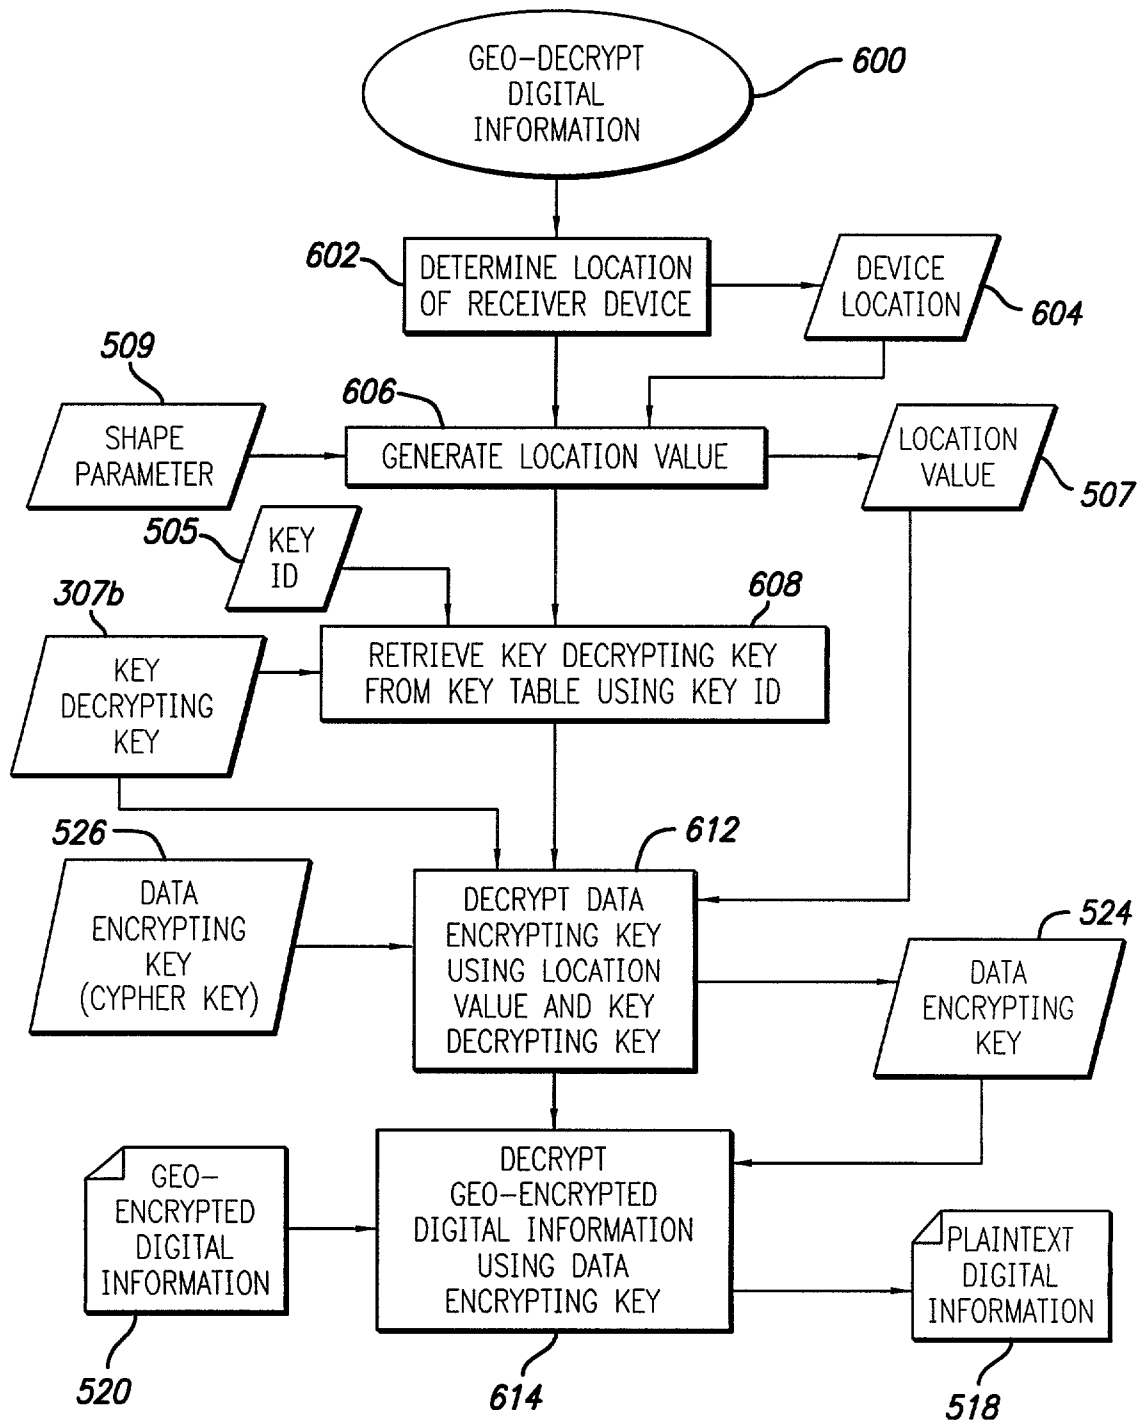 GEO-DECRYPT
DIGITAL
INFORMATION
600
602
DETERMINE LOCATION
OF RECEIVER DEVICE
DEVICE
LOCATION
604
509
SHAPE
PARAMETER
606
GENERATE LOCATION VALUE
LOCATION
VALUE
507
505
KEY
ID
307b
KEY
DECRYPTING
KEY
608
RETRIEVE KEY DECRYPTING KEY
FROM KEY TABLE USING KEY ID
526
DATA
ENCRYPTING
KEY
(CYPHER KEY)
612
DECRYPT DATA
ENCRYPTING KEY
USING LOCATION
VALUE AND KEY
DECRYPTING KEY
524
DATA
ENCRYPTING
KEY
GEO-
ENCRYPTED
DIGITAL
INFORMATION
520
DECRYPT
GEO-ENCRYPTED
DIGITAL INFORMATION
USING DATA
ENCRYPTING KEY
614
PLAINTEXT
DIGITAL
INFORMATION
518